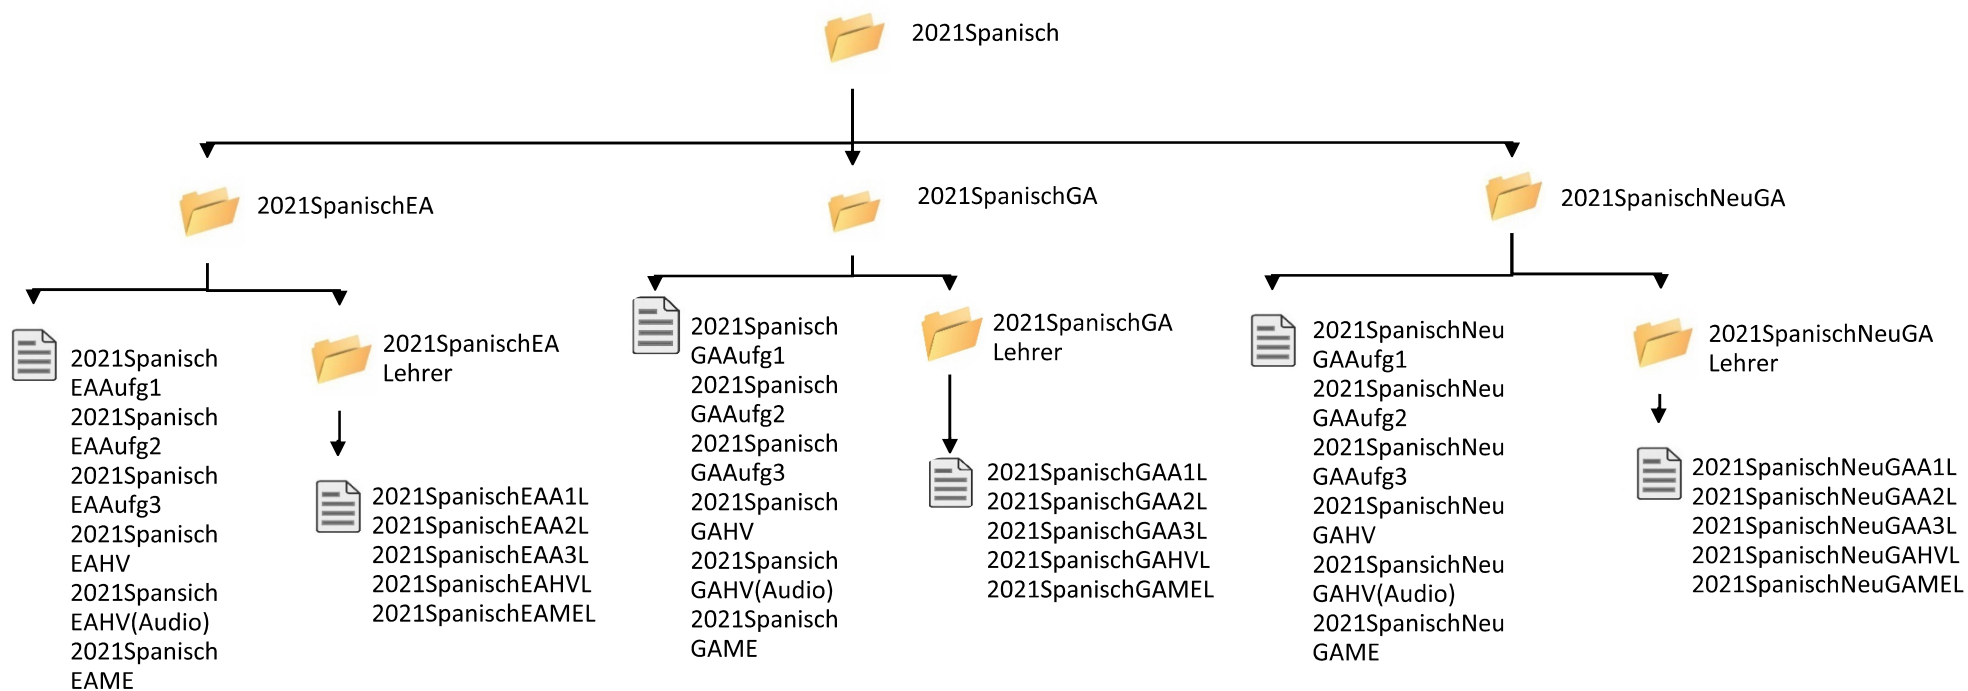 2021Spanisch
2021SpanischEA
2021SpanischGA
2021SpanischNeuGA
2021Spanisch
EAAufg1
2021Spanisch
EAAufg2
2021Spanisch
EAAufg3
2021Spanisch
EAHV
2021Spansich
EAHV(Audio)
2021Spanisch
EAME
2021SpanischEA
Lehrer
2021SpanischEAA1L
2021SpanischEAA2L
2021SpanischEAA3L
2021SpanischEAHVL
2021SpanischEAMEL
2021Spanisch
GAAufg1
2021Spanisch
GAAufg2
2021Spanisch
GAAufg3
2021Spanisch
GAHV
2021Spansich
GAHV(Audio)
2021Spanisch
GAME
2021SpanischGA
Lehrer
2021SpanischGAA1L
2021SpanischGAA2L
2021SpanischGAA3L
2021SpanischGAHVL
2021SpanischGAMEL
2021SpanischNeu
GAAufg1
2021SpanischNeu
GAAufg2
2021SpanischNeu
GAAufg3
2021SpanischNeu
GAHV
2021SpansichNeu
GAHV(Audio)
2021SpanischNeu
GAME
2021SpanischNeuGA
Lehrer
2021SpanischNeuGAA1L
2021SpanischNeuGAA2L
2021SpanischNeuGAA3L
2021SpanischNeuGAHVL
2021SpanischNeuGAMEL